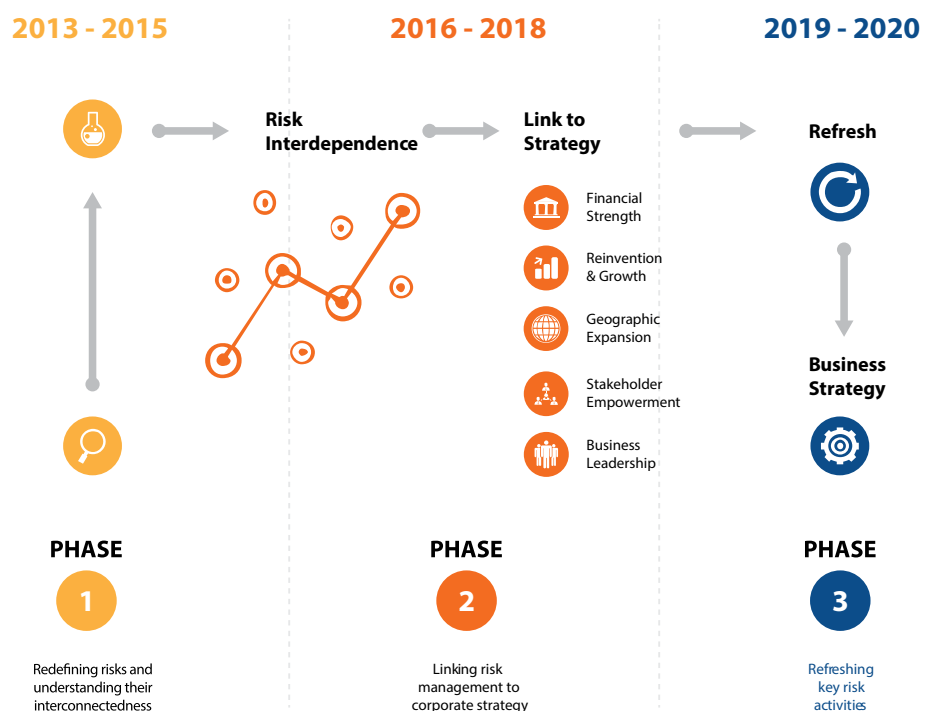 2013 - 2015
2016 - 2018
2019 - 2020
Risk
Interdependence
Link to
Strategy
Refresh
Financial
Strength
Reinvention
& Growth
Geographic
Expansion
Stakeholder
Empowerment
Business
Leadership
Business
Strategy
PHASE
1
Redefining risks and
understanding their
interconnectedness
PHASE
2
Linking risk
management to
corporate strategy
PHASE
3
Refreshing
key risk
activities